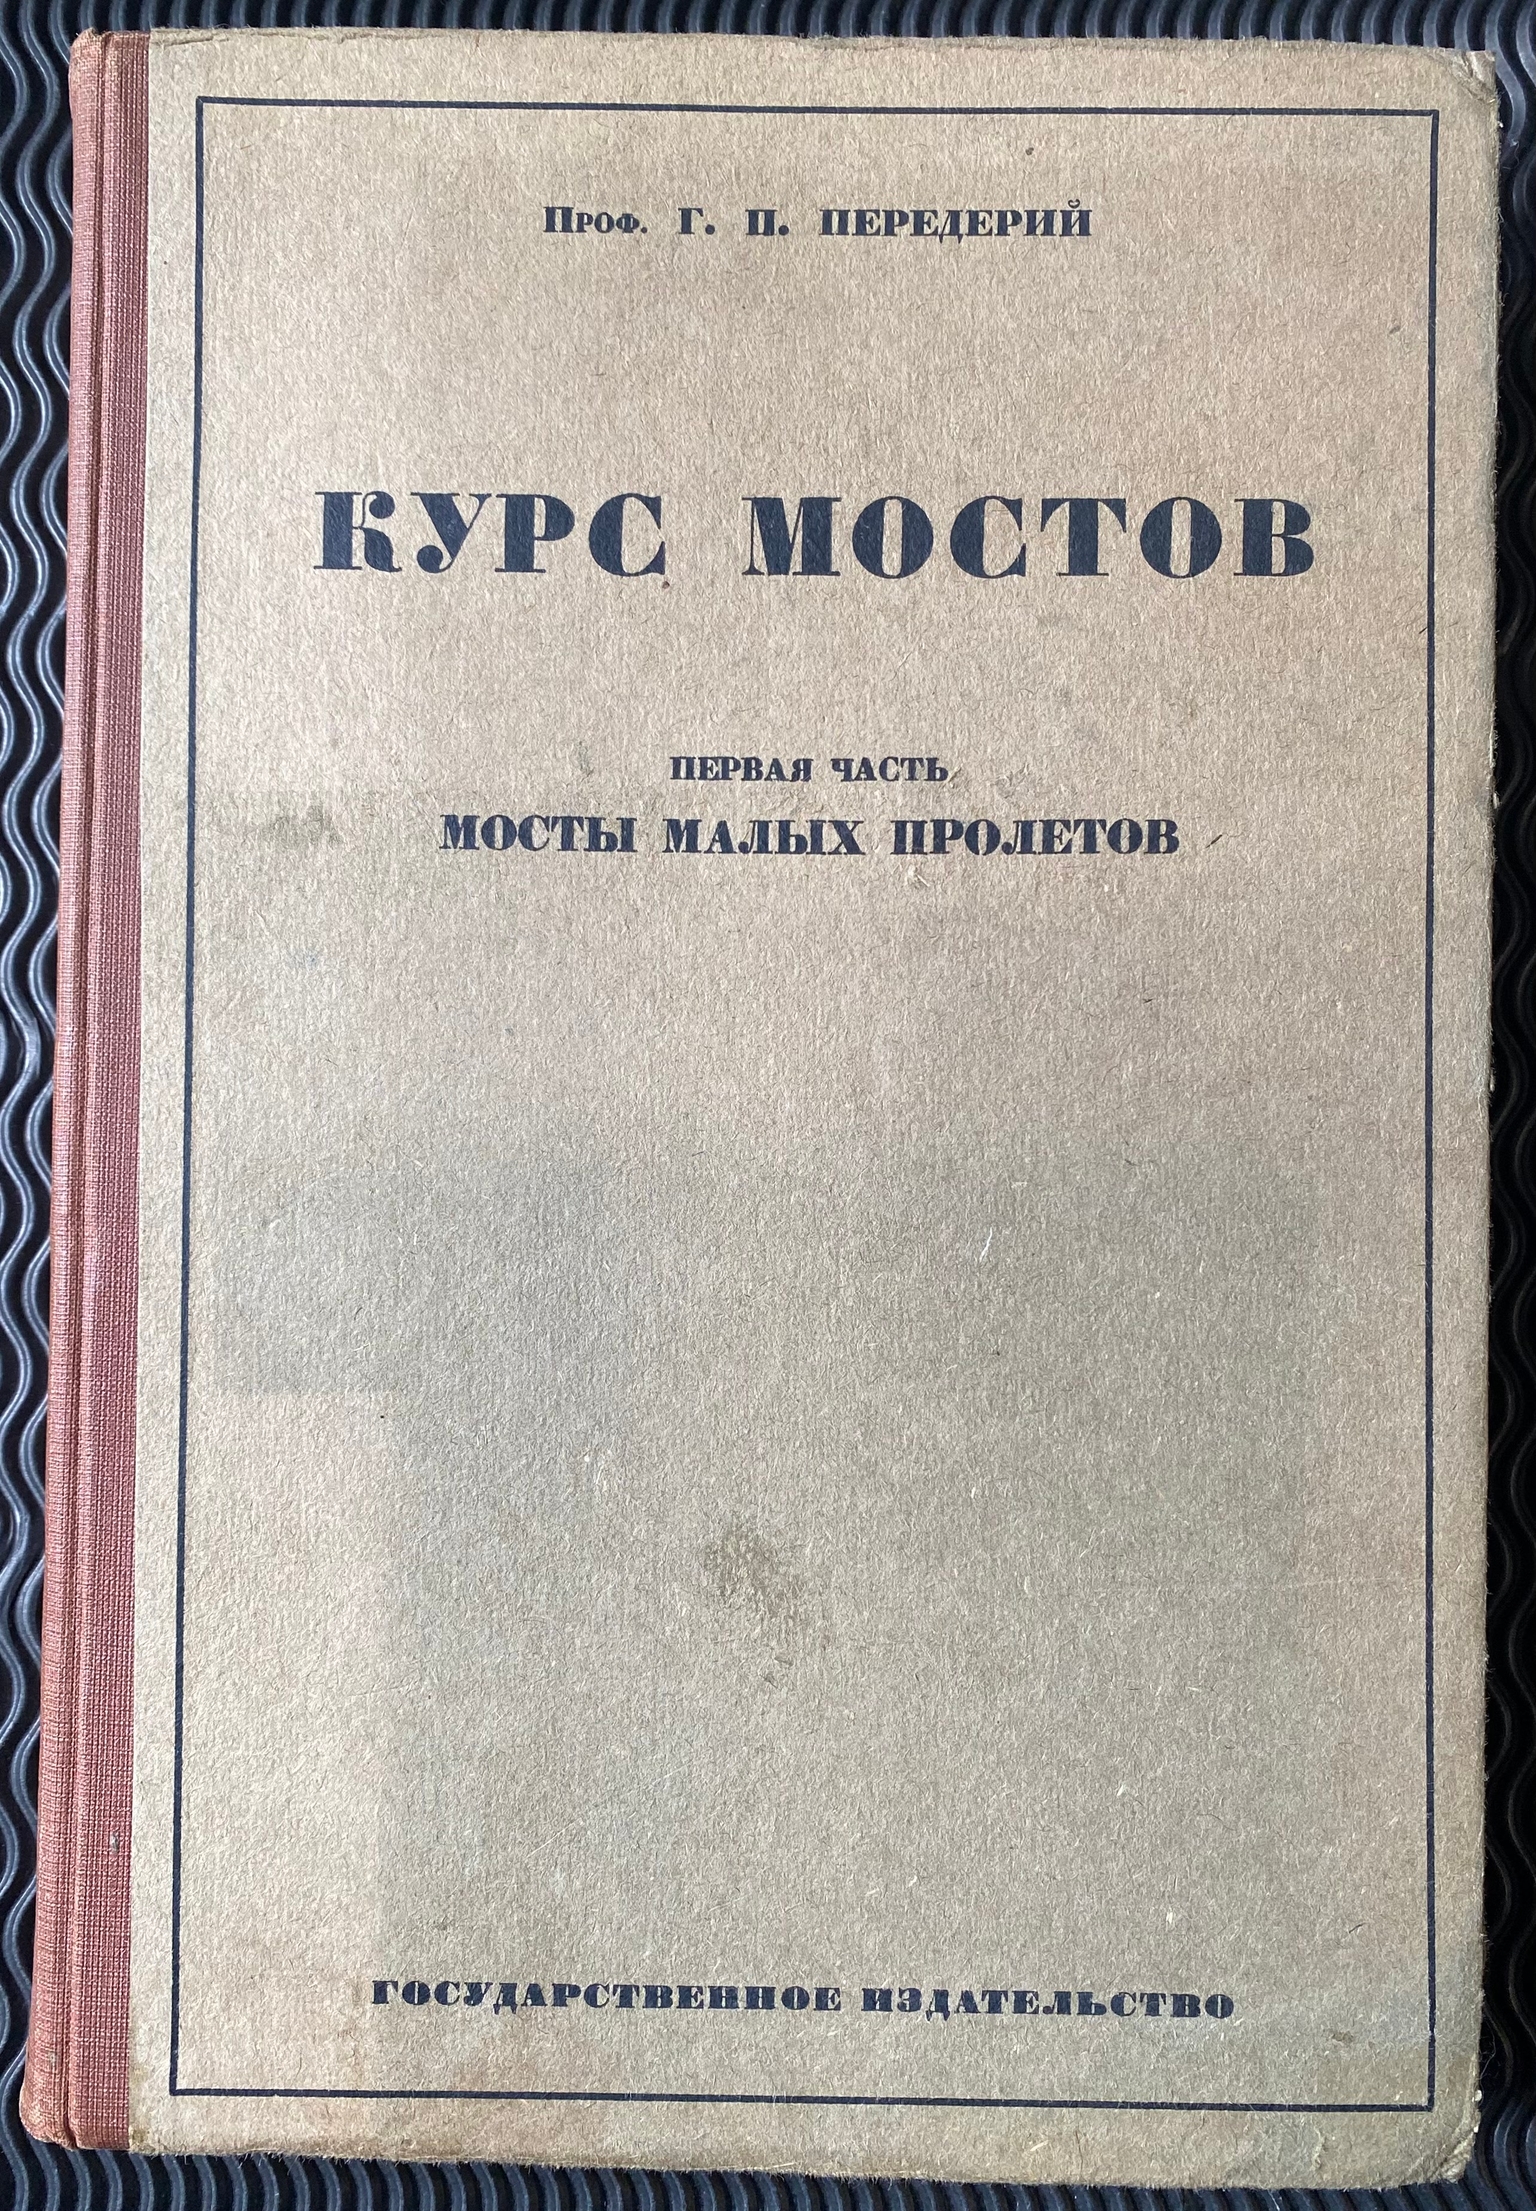 Проф. Г. П. ПЕРЕДЕРИЙ
КУРС МОСТОВ
ПЕРВАЯ ЧАСТЬ
МОСТЫ МАЛЫХ ПРОЛЕТОВ
ГОСУДАРСТВЕННОЕ ИЗДАТЕЛЬСТВО